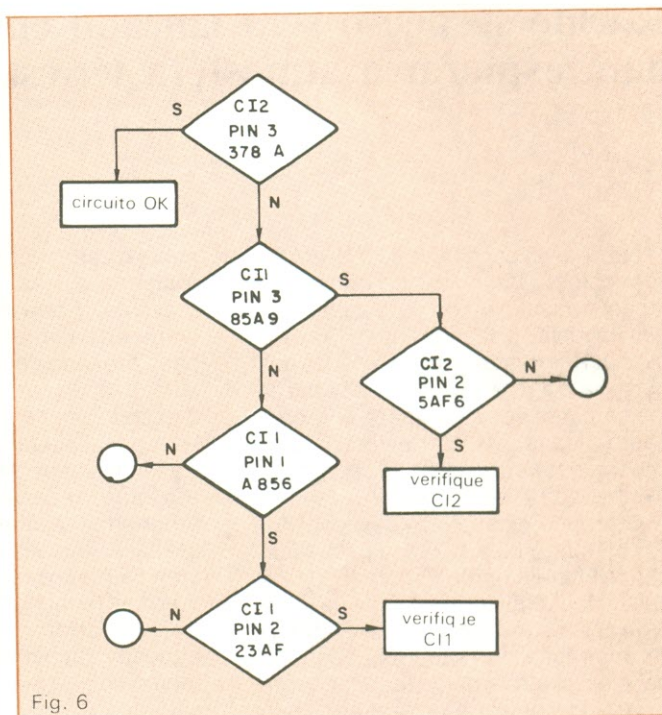 S
CI2
PIN 3
378 A
circuito OK
N
CI1
PIN 3
85A9
S
N
CI2
PIN 2
5AF6
N
S
verifique
CI2
N
CI1
PIN 1
A856
S
N
CI1
PIN 2
23AF
S
verifique
CI1
Fig. 6